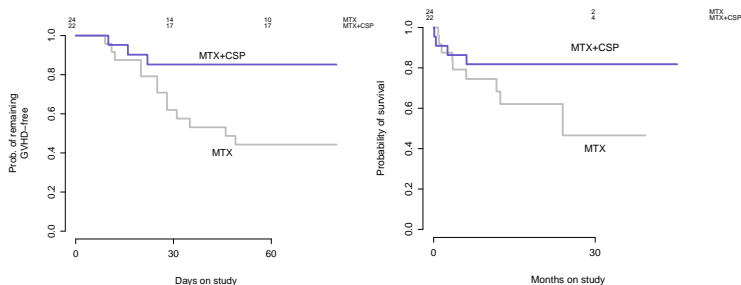 24 14 10 MTX
22 17 17 MTX+CSP
Prob. of remaining
GVHD−free
1.0
0.8
0.6
0.4
0.2
0.0
MTX+CSP
MTX
0 30 60
Days on study
24 2 MTX
22 4 MTX+CSP
Probability of survival
1.0
0.8
0.6
0.4
0.2
0.0
MTX+CSP
MTX
0 30
Months on study